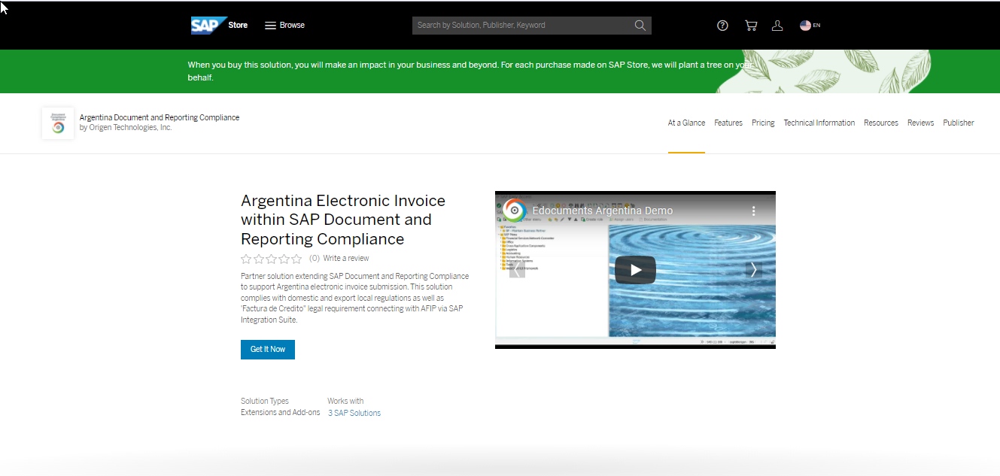 SAP Store
Browse
Search by Solution, Publisher, Keyword
EN
When you buy this solution, you will make an impact in your business and beyond. For each purchase made on SAP Store, we will plant a tree on your
behalf.
Argentina Document and Reporting Compliance
by Origen Technologies, Inc.
At a Glance
Features
Pricing
Technical Information
Resources
Reviews
Publisher
Argentina Electronic Invoice
within SAP Document and
Reporting Compliance
(0) Write a review
Partner solution extending SAP Document and Reporting Compliance
to support Argentina electronic invoice submission. This solution
complies with domestic and export local regulations as well as
'Factura de Credito" legal requirement connecting with AFIP via SAP
Integration Suite.
Get It Now
Edocuments Argentina Demo
Solution Types
Extensions and Add-ons
Works with
3 SAP Solutions